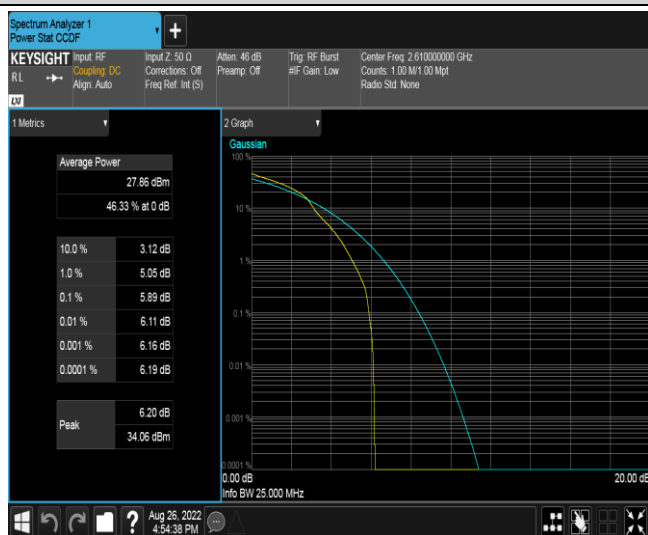 Spectrum Analyzer 1
Power Stat CCDF
KEYSIGHT
RL
LXI
Input: RF
Coupling: DC
Align: Auto
Input Z: 50 Ω
Corrections: Off
Freq Ref: Int (S)
Atten: 46 dB
Preamp: Off
Trig: RF Burst
#IF Gain: Low
Center Freq: 2.610000000 GHz
Counts: 1.00 M/1.00 Mpt
Radio Std: None
1 Metrics
Average Power
27.86 dBm
46.33 % at 0 dB
10.0 % 3.12 dB
1.0 % 5.05 dB
0.1 % 5.89 dB
0.01 % 6.11 dB
0.001 % 6.16 dB
0.0001 % 6.19 dB
Peak
6.20 dB
34.06 dBm
2 Graph
Gaussian
100 %
10 %
1 %
0.1 %
0.01 %
0.001 %
0.0001 %
0.00 dB 20.00 dB
Info BW 25.000 MHz
?
Aug 26, 2022
4:54:38 PM